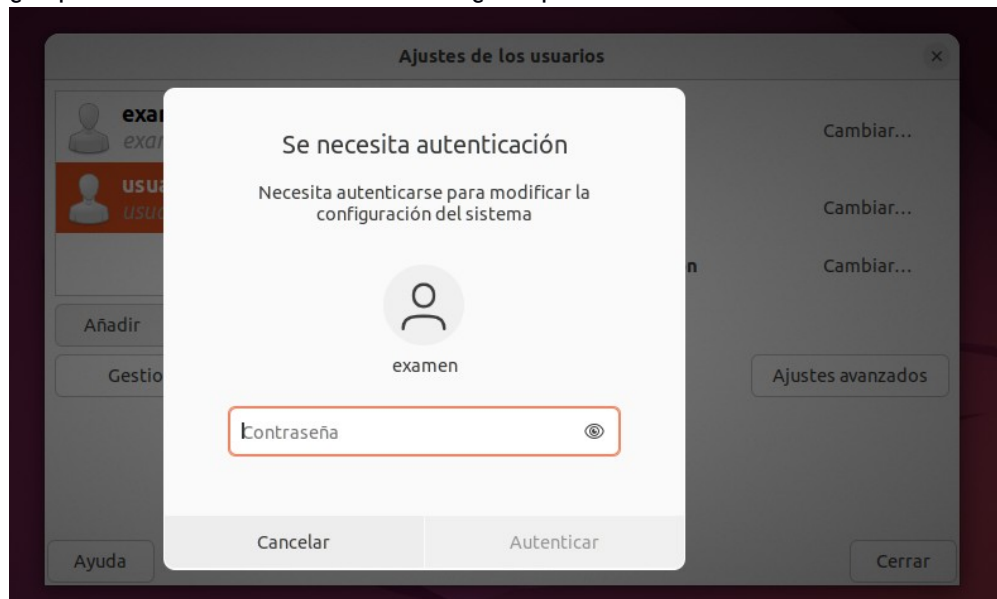 Ajustes de los usuarios
Cambiar...
Se necesita autenticación
Necesita autenticarse para modificar la
configuración del sistema
Cambiar...
n
Cambiar...
Añadir
examen
Gestio
Ajustes avanzados
Contraseña
Cancelar
Autenticar
Ayuda
Cerrar